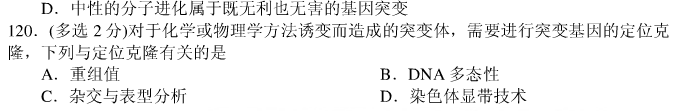 D．中性的分子进化属于既无利也无害的基因突变
120．(多选 2 分)对于化学或物理学方法诱变而造成的突变体，需要进行突变基因的定位克
隆，下列与定位克隆有关的是
A．重组值 B．DNA 多态性
C．杂交与表型分析 D．染色体显带技术